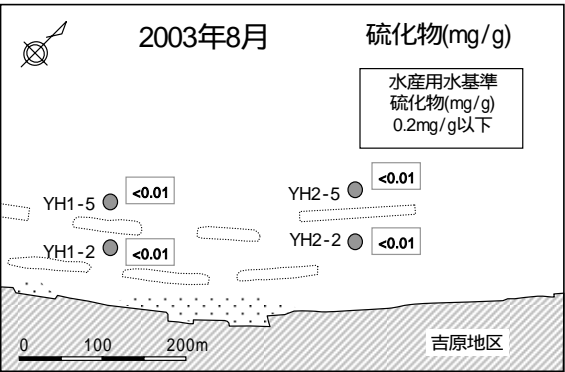 2003年8月
硫化物(mg/g)
水産用水基準
硫化物(mg/g)
0.2mg/g以下
YH1-5
<0.01
YH2-5
<0.01
YH1-2
<0.01
YH2-2
<0.01
0 100 200m
吉原地区